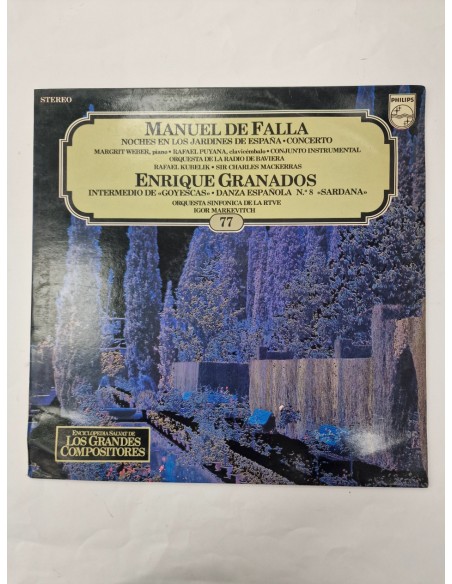 STEREO
PHILIPS
MANUEL DE FALLA
NOCHES EN LOS JARDINES DE ESPAÑA • CONCERTO
MARGRIT WEBER, piano • RAFAEL PUYANA, clavicémbalo • CONJUNTO INSTRUMENTAL
ORQUESTA DE LA RADIO DE BAVIERA
RAFAEL KUBELIK • SIR CHARLES MACKERRAS
ENRIQUE GRANADOS
INTERMEDIO DE «GOYESCAS» • DANZA ESPAÑOLA N.º 8 «SARDANA»
ORQUESTA SINFONICA DE LA RTVE
IGOR MARKEVITCH
77
ENCICLOPEDIA SALVAT DE
LOS GRANDES
COMPOSITORES